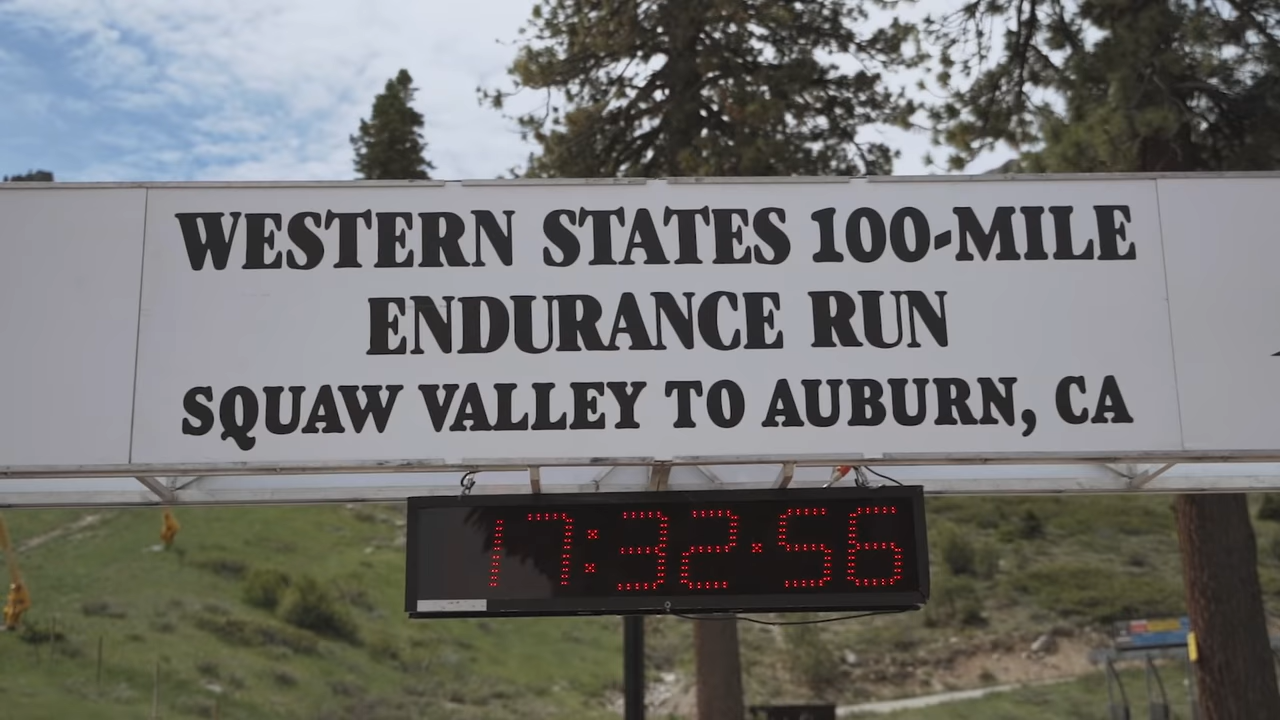 WESTERN STATES 100-MILE
ENDURANCE RUN
SQUAW VALLEY TO AUBURN, CA
17:32:56